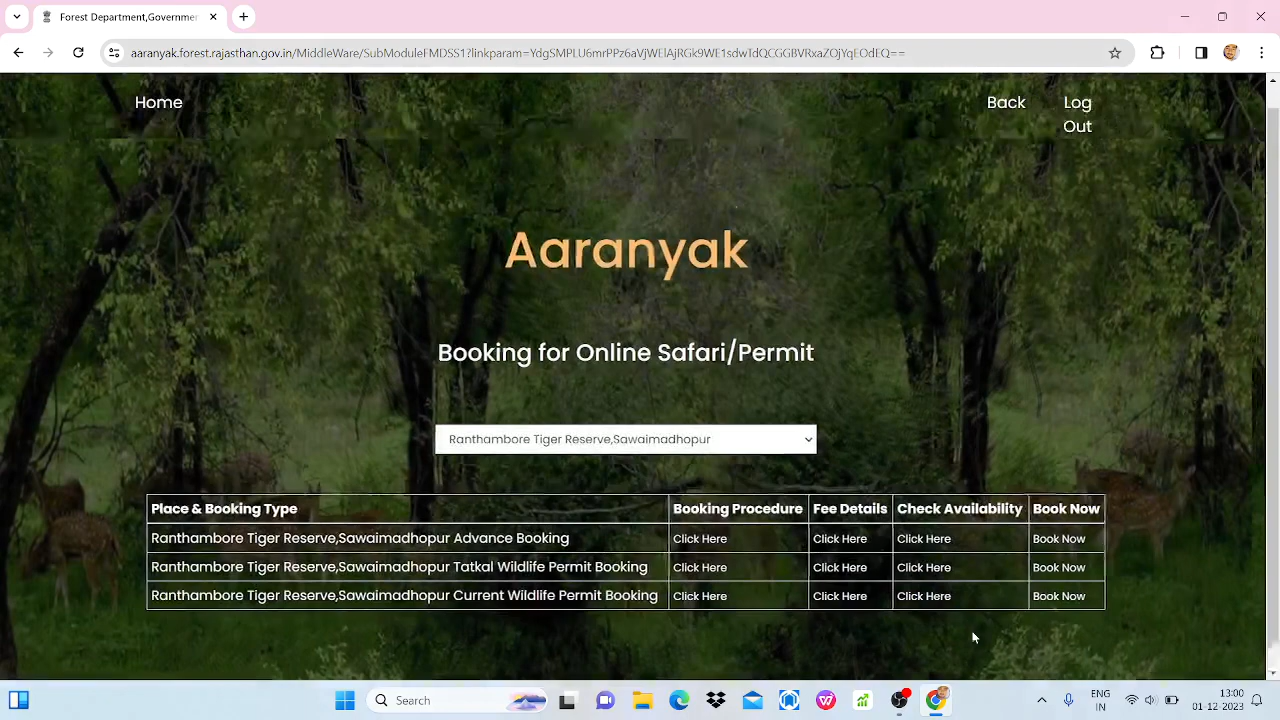 Forest Department,Governmer
aaranyak.forest.rajasthan.gov.in/MiddleWare/SubModuleFMDSS1?linkparam=YdgSMPLU6mrPPz6aVjWElAjRGk9WE1sdw1dQCGGBVGtUZOjYqEOdEQ==
Home
Back
Log Out
Aaranyak
Booking for Online Safari/Permit
Ranthambore Tiger Reserve,Sawaimadhopur
Place & Booking Type Booking Procedure Fee Details Check Availability Book Now
Ranthambore Tiger Reserve,Sawaimadhopur Advance Booking Click Here Click Here Click Here Book Now
Ranthambore Tiger Reserve,Sawaimadhopur Tatkal Wildlife Permit Booking Click Here Click Here Click Here Book Now
Ranthambore Tiger Reserve,Sawaimadhopur Current Wildlife Permit Booking Click Here Click Here Click Here Book Now
Search
ENG 13:00
IN 01-12-2023